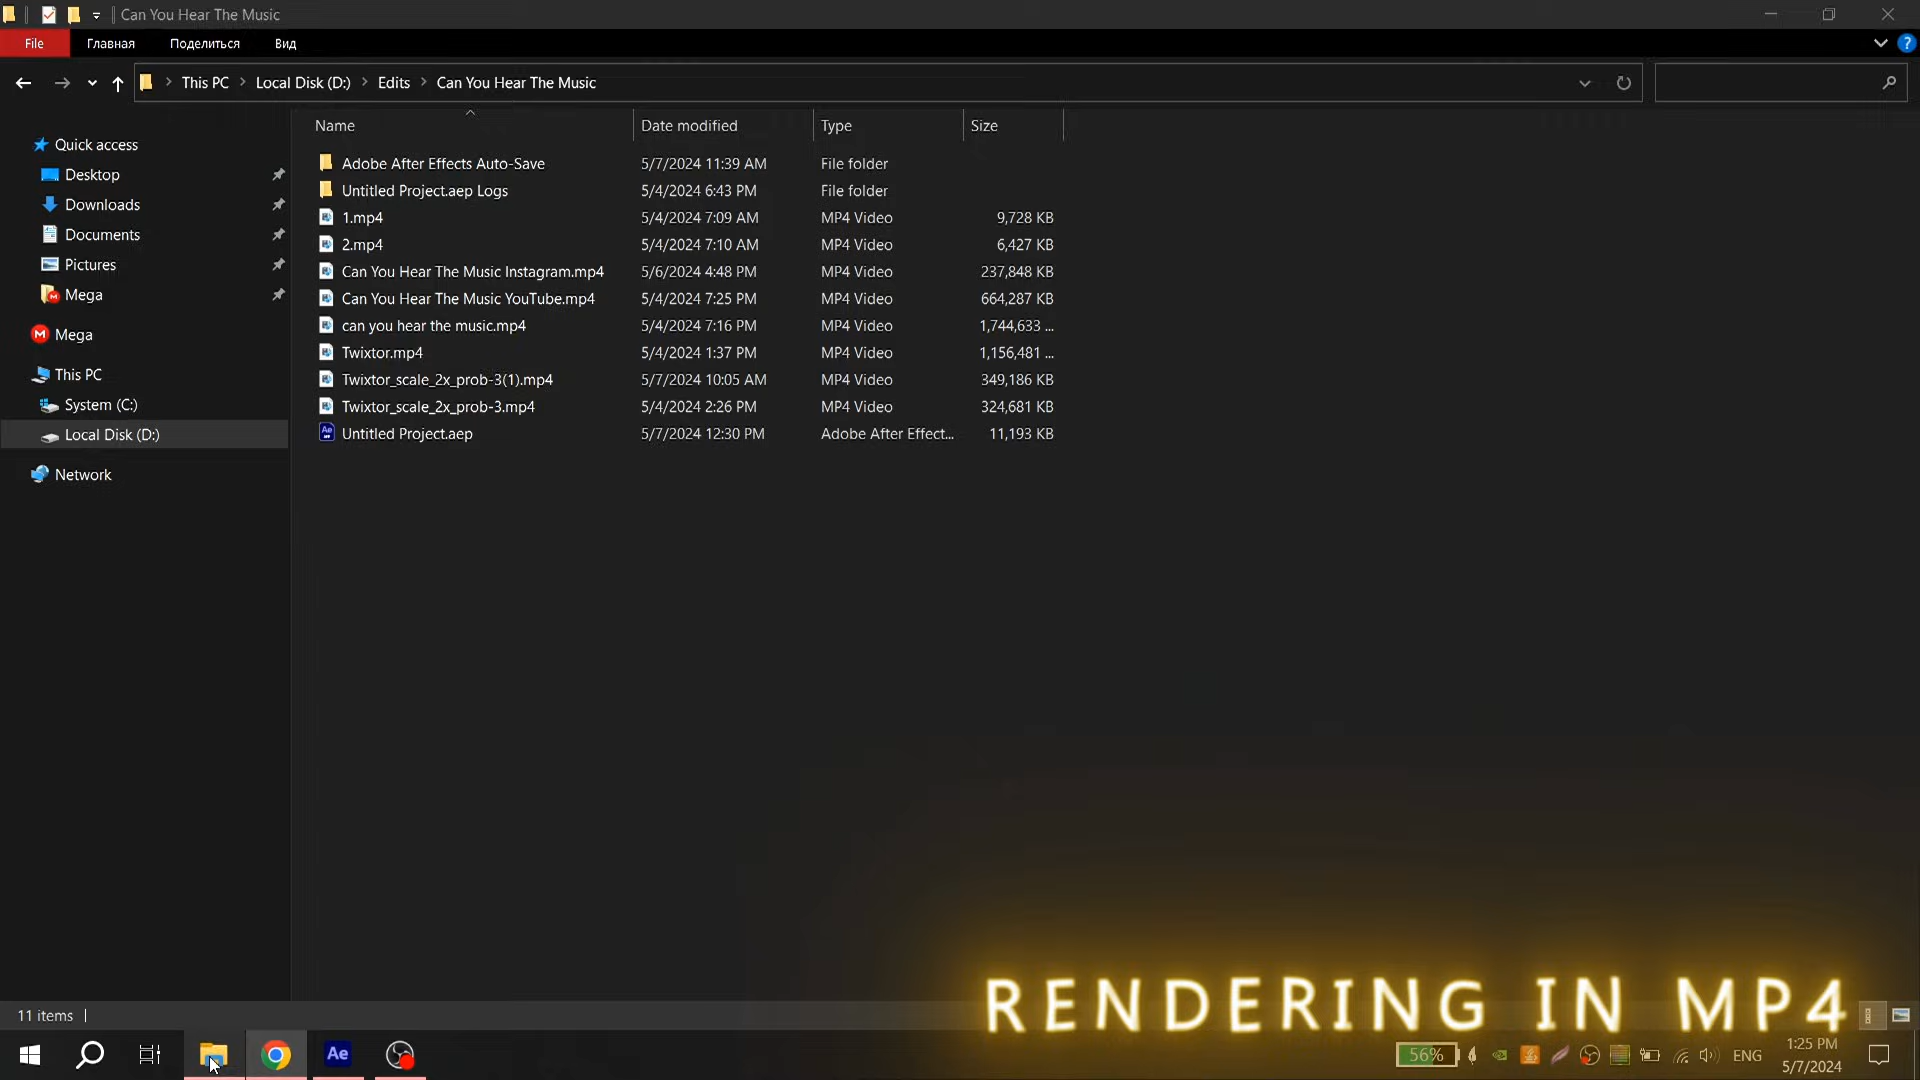 Can You Hear The Music
File Главная Поделиться Вид
This PC Local Disk (D:) Edits Can You Hear The Music
Name Date modified Type Size
Quick access
Desktop
Downloads
Documents
Pictures
Mega
Mega
This PC
System (C:)
Local Disk (D:)
Network
Adobe After Effects Auto-Save 5/7/2024 11:39 AM File folder
Untitled Project.aep Logs 5/4/2024 6:43 PM File folder
1.mp4 5/4/2024 7:09 AM MP4 Video 9,728 KB
2.mp4 5/4/2024 7:10 AM MP4 Video 6,427 KB
Can You Hear The Music Instagram.mp4 5/6/2024 4:48 PM MP4 Video 237,848 KB
Can You Hear The Music YouTube.mp4 5/4/2024 7:25 PM MP4 Video 664,287 KB
can you hear the music.mp4 5/4/2024 7:16 PM MP4 Video 1,744,633 ...
Twixtor.mp4 5/4/2024 1:37 PM MP4 Video 1,156,481 ...
Twixtor_scale_2x_prob-3(1).mp4 5/7/2024 10:05 AM MP4 Video 349,186 KB
Twixtor_scale_2x_prob-3.mp4 5/4/2024 2:26 PM MP4 Video 324,681 KB
Untitled Project.aep 5/7/2024 12:30 PM Adobe After Effect... 11,193 KB
RENDERING IN MP4
11 items
Ae
56% ENG 1:25 PM
5/7/2024